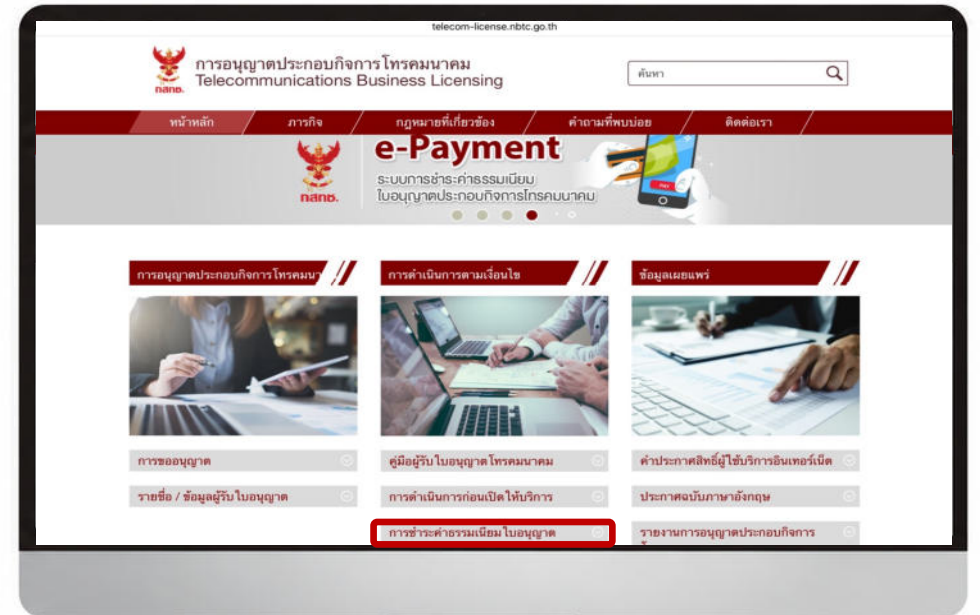 telecom-license.nbtc.go.th
การอนุญาตประกอบกิจการโทรคมนาคม
Telecommunications Business Licensing
กสทช.
ค้นหา
หน้าหลัก
ภารกิจ
กฎหมายที่เกี่ยวข้อง
คำถามที่พบบ่อย
ติดต่อเรา
e-Payment
ระบบการชำระค่าธรรมเนียม
ใบอนุญาตประกอบกิจการโทรคมนาคม
กสทช.
PAY
การอนุญาตประกอบกิจการโทรคมนา
การดำเนินการตามเงื่อนไข
ข้อมูลเผยแพร่
การขออนุญาต
คู่มือผู้รับใบอนุญาตโทรคมนาคม
คำประกาศสิทธิ์ผู้ใช้บริการอินเทอร์เน็ต
รายชื่อ / ข้อมูลผู้รับใบอนุญาต
การดำเนินการก่อนเปิดให้บริการ
ประกาศฉบับภาษาอังกฤษ
การชำระค่าธรรมเนียมใบอนุญาต
รายงานการอนุญาตประกอบกิจการ